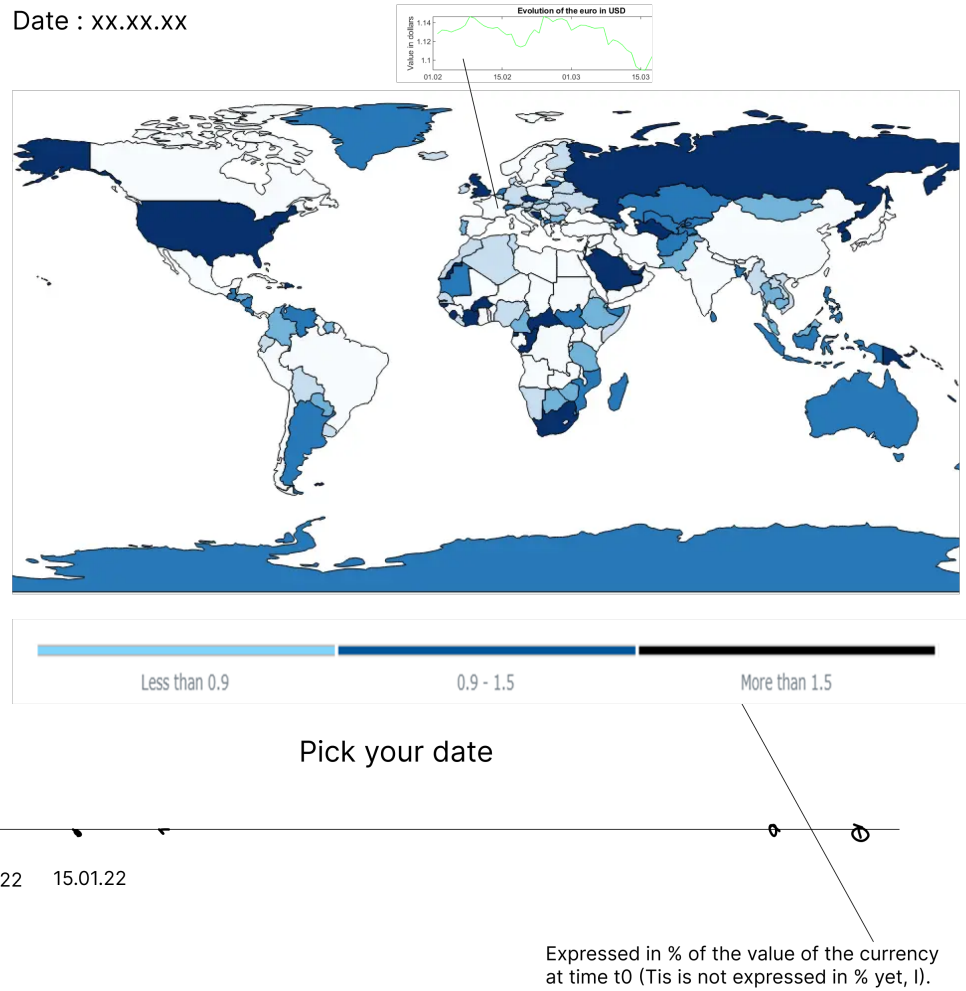 Date : xx.xx.xx
Evolution of the euro in USD
Value in dollars
1.14
1.12
1.1
01.02 15.02 01.03 15.03
Less than 0.9 0.9 - 1.5 More than 1.5
Pick your date
22 15.01.22
Expressed in % of the value of the currency
at time t0 (Tis is not expressed in % yet, I).